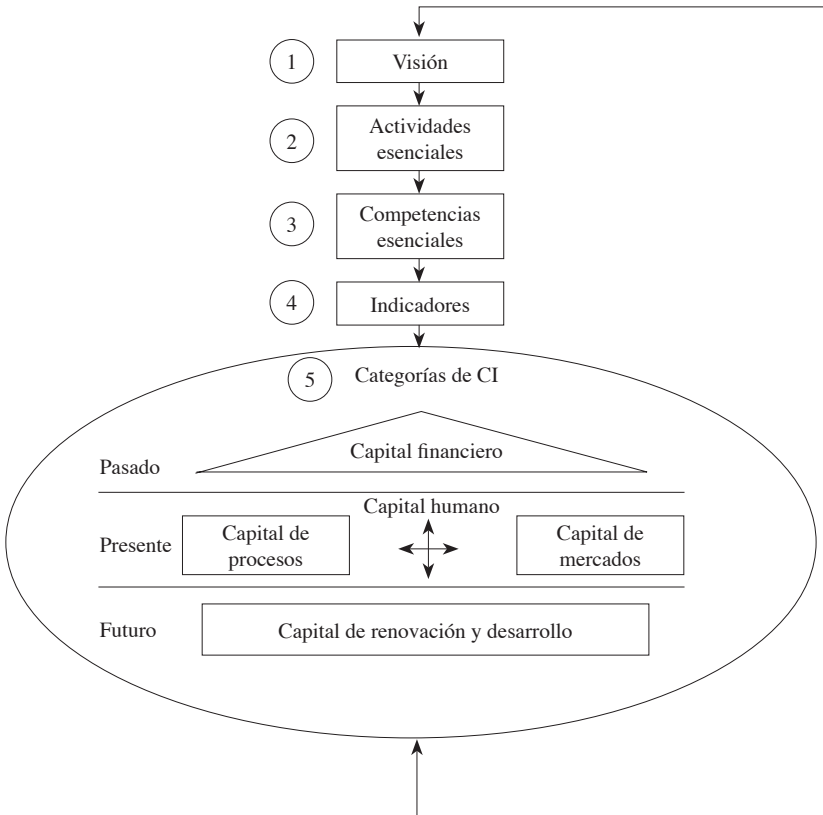 1
Visión
2
Actividades
esenciales
3
Competencias
esenciales
4
Indicadores
5
Categorías de CI
Capital financiero
Pasado
Capital humano
Presente
Capital de
procesos
Capital de
mercados
Futuro
Capital de renovación y desarrollo